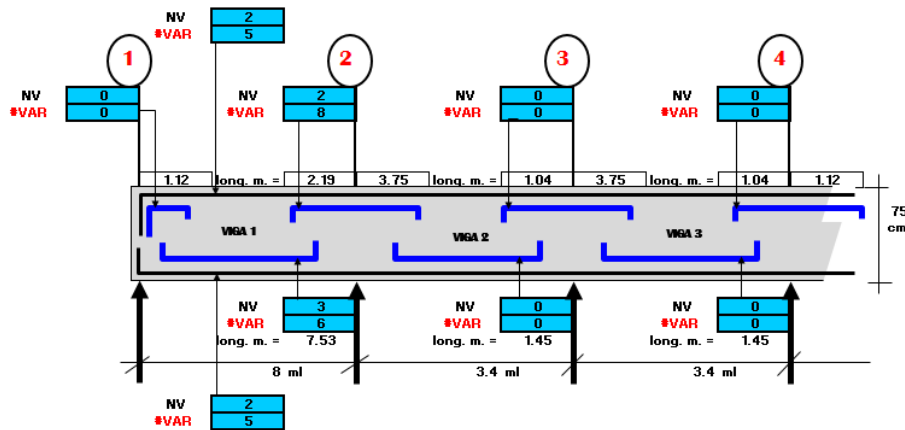 NV 2
#VAR 5
1 2 3 4
NV 0 NV 2 NV 0 NV 0
#VAR 0 #VAR 8 #VAR 0 #VAR 0
1.12 long. m. = 2.19 3.75 long. m. = 1.04 3.75 long. m. = 1.04 1.12
75
cm
VIGA 1 VIGA 2 VIGA 3
NV 3 NV 0 NV 0
#VAR 6 #VAR 0 #VAR 0
long. m. = 7.53 long. m. = 1.45 long. m. = 1.45
8 ml 3.4 ml 3.4 ml
NV 2
#VAR 5